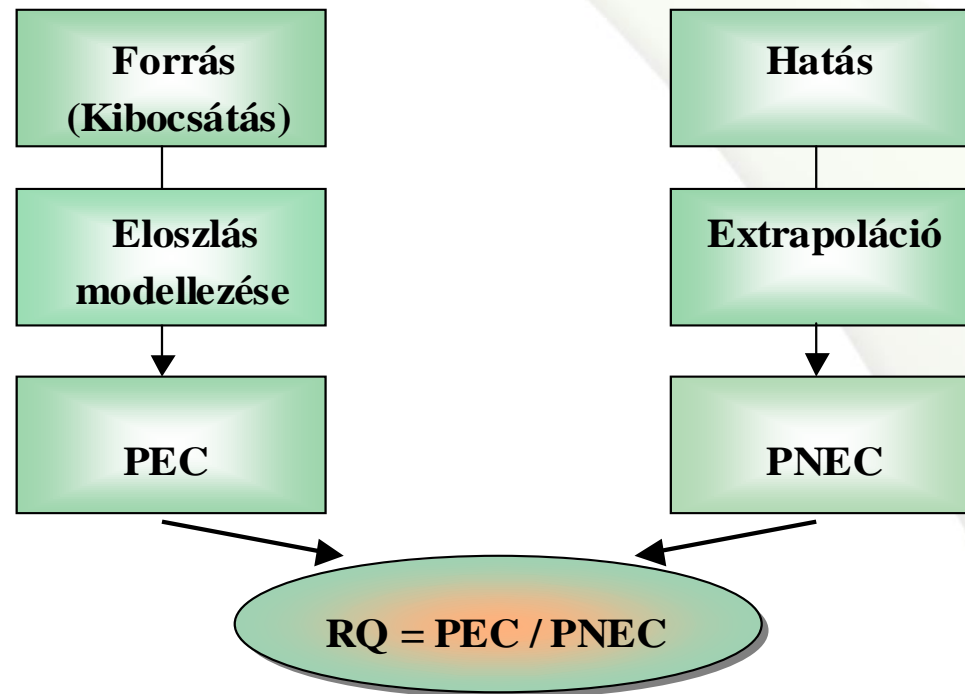 Forrás
(Kibocsátás)
Hatás
Eloszlás
modellezése
Extrapoláció
PEC
PNEC
RQ = PEC / PNEC